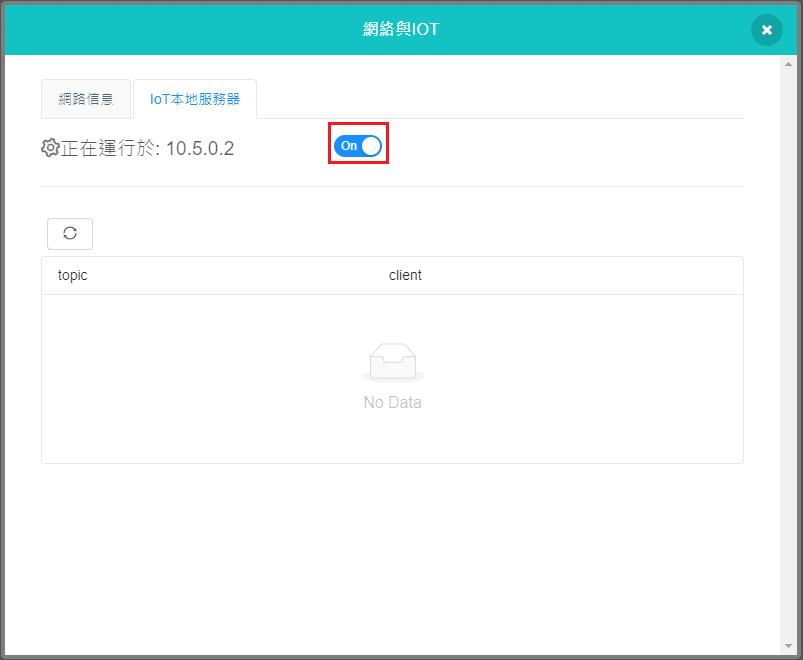 網絡與IOT
網路信息
IoT本地服務器
正在運行於: 10.5.0.2
On
topic
client
No Data